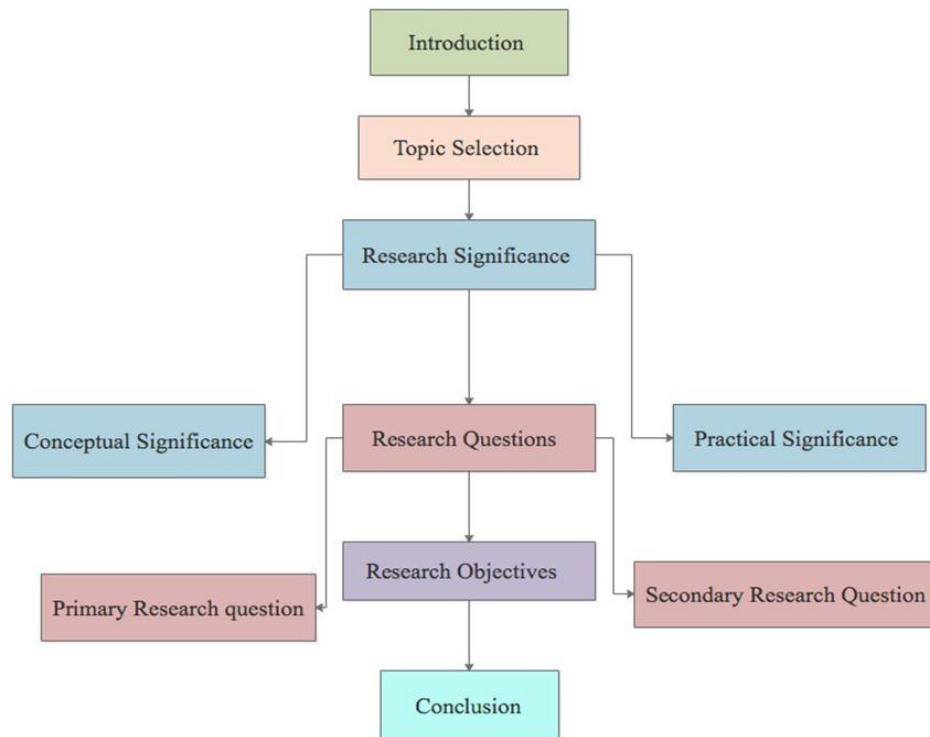 Introduction
Topic Selection
Research Significance
Conceptual Significance
Research Questions
Practical Significance
Research Objectives
Primary Research question
Secondary Research Question
Conclusion